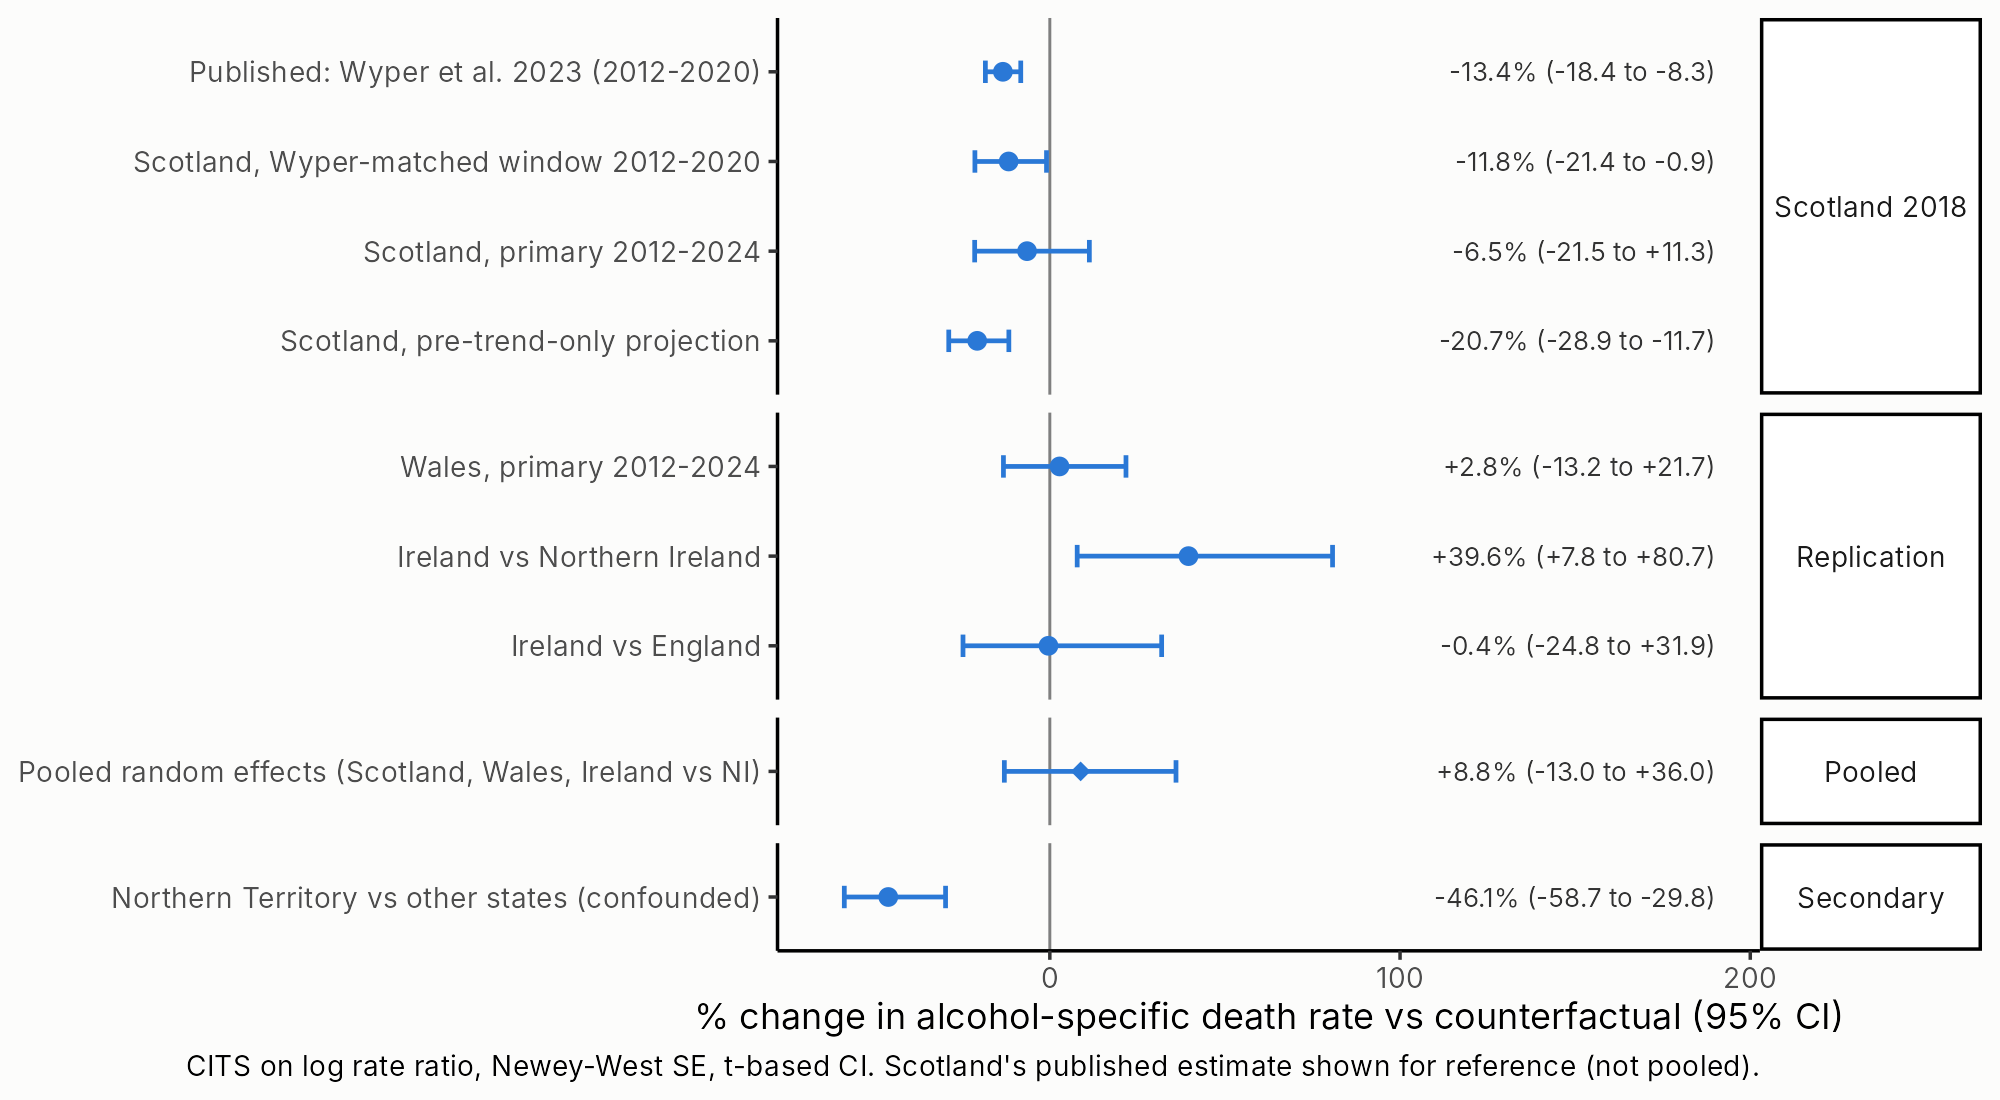 Published: Wyper et al. 2023 (2012-2020)
-13.4% (-18.4 to -8.3)
Scotland, Wyper-matched window 2012-2020
-11.8% (-21.4 to -0.9)
Scotland 2018
Scotland, primary 2012-2024
-6.5% (-21.5 to +11.3)
Scotland, pre-trend-only projection
-20.7% (-28.9 to -11.7)
Wales, primary 2012-2024
+2.8% (-13.2 to +21.7)
Ireland vs Northern Ireland
+39.6% (+7.8 to +80.7)
Replication
Ireland vs England
-0.4% (-24.8 to +31.9)
Pooled random effects (Scotland, Wales, Ireland vs NI)
+8.8% (-13.0 to +36.0)
Pooled
Northern Territory vs other states (confounded)
-46.1% (-58.7 to -29.8)
Secondary
0
100
200
% change in alcohol-specific death rate vs counterfactual (95% CI)
CITS on log rate ratio, Newey-West SE, t-based CI. Scotland's published estimate shown for reference (not pooled).